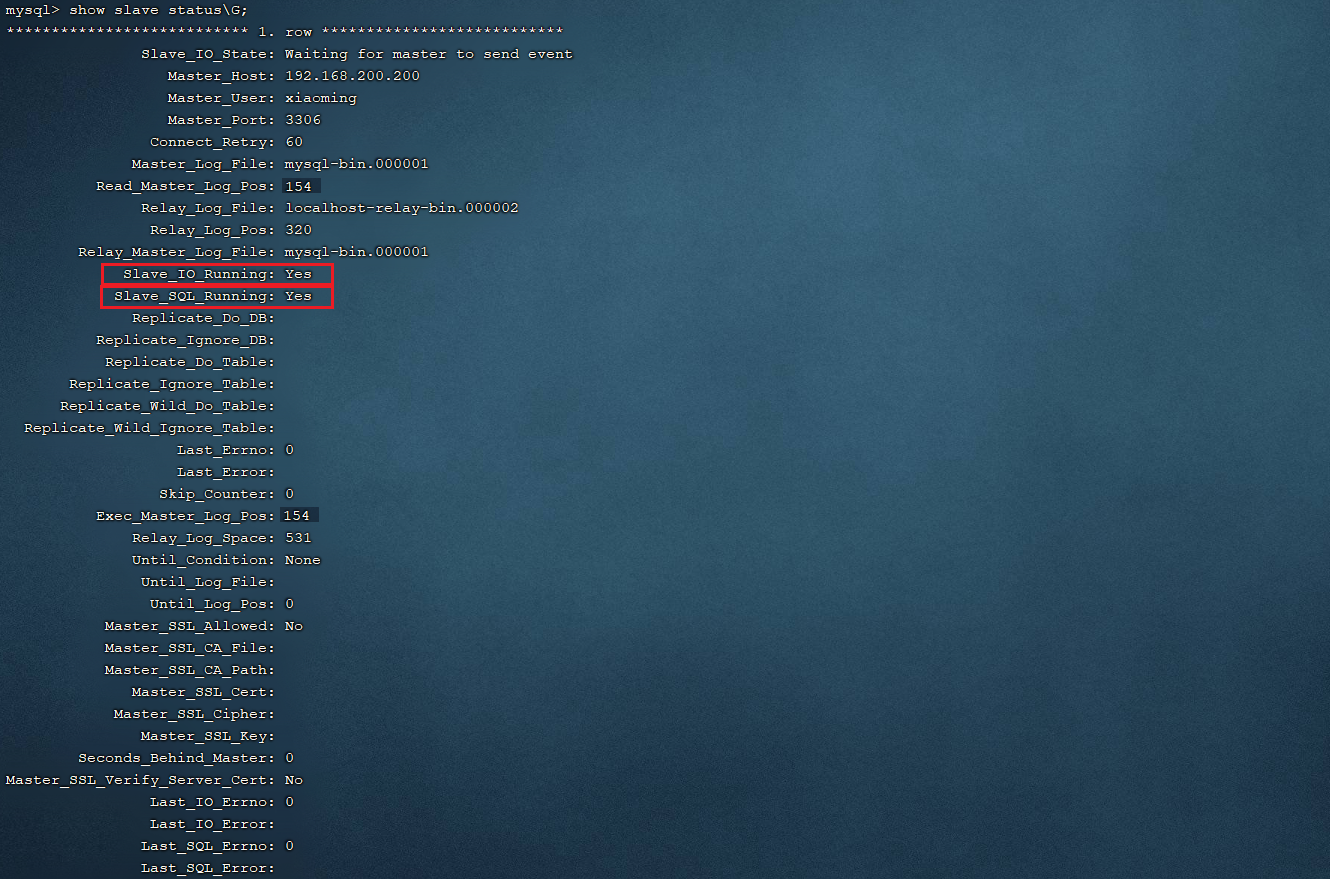 mysql> show slave status\G;
*************************** 1. row ***************************
Slave_IO_State: Waiting for master to send event
Master_Host: 192.168.200.200
Master_User: xiaoming
Master_Port: 3306
Connect_Retry: 60
Master_Log_File: mysql-bin.000001
Read_Master_Log_Pos: 154
Relay_Log_File: localhost-relay-bin.000002
Relay_Log_Pos: 320
Relay_Master_Log_File: mysql-bin.000001
Slave_IO_Running: Yes
Slave_SQL_Running: Yes
Replicate_Do_DB:
Replicate_Ignore_DB:
Replicate_Do_Table:
Replicate_Ignore_Table:
Replicate_Wild_Do_Table:
Replicate_Wild_Ignore_Table:
Last_Errno: 0
Last_Error:
Skip_Counter: 0
Exec_Master_Log_Pos: 154
Relay_Log_Space: 531
Until_Condition: None
Until_Log_File:
Until_Log_Pos: 0
Master_SSL_Allowed: No
Master_SSL_CA_File:
Master_SSL_CA_Path:
Master_SSL_Cert:
Master_SSL_Cipher:
Master_SSL_Key:
Seconds_Behind_Master: 0
Master_SSL_Verify_Server_Cert: No
Last_IO_Errno: 0
Last_IO_Error:
Last_SQL_Errno: 0
Last_SQL_Error: